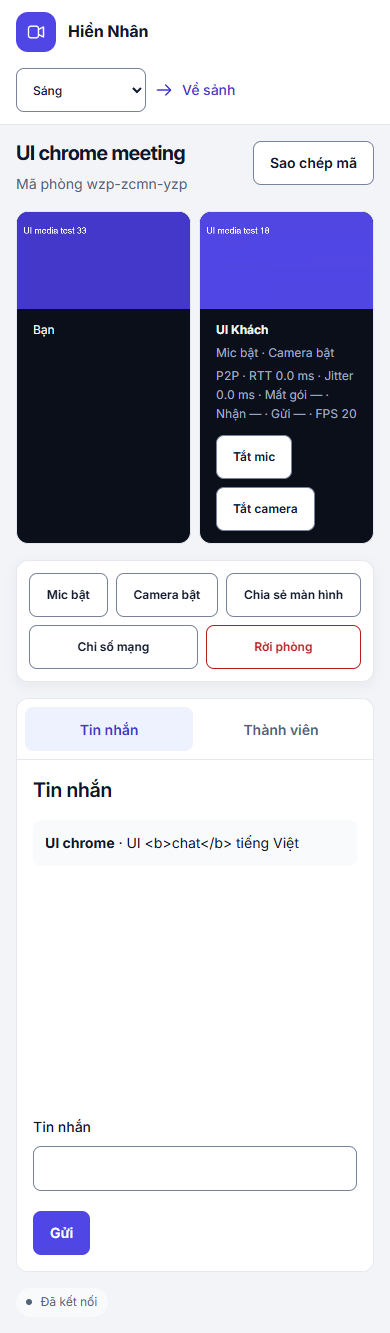 Hiền Nhân
Sáng
Về sảnh
UI chrome meeting
Mã phòng wzp-zcmn-yzp
Sao chép mã
UI media test 33
Bạn
UI media test 18
UI Khách
Mic bật · Camera bật
P2P · RTT 0.0 ms · Jitter
0.0 ms · Mất gói — ·
Nhận — · Gửi — · FPS 20
Tắt mic
Tắt camera
Mic bật
Camera bật
Chia sẻ màn hình
Chỉ số mạng
Rời phòng
Tin nhắn
Thành viên
Tin nhắn
UI chrome · UI <b>chat</b> tiếng Việt
Tin nhắn
Gửi
Đã kết nối